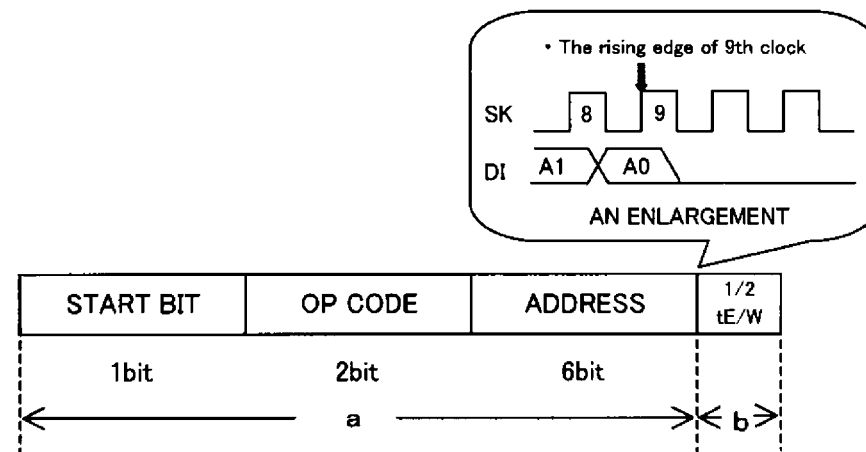 • The rising edge of 9th clock
SK 8 9
DI A1 A0
AN ENLARGEMENT
START BIT OP CODE ADDRESS 1/2 tE/W
1bit 2bit 6bit
a b